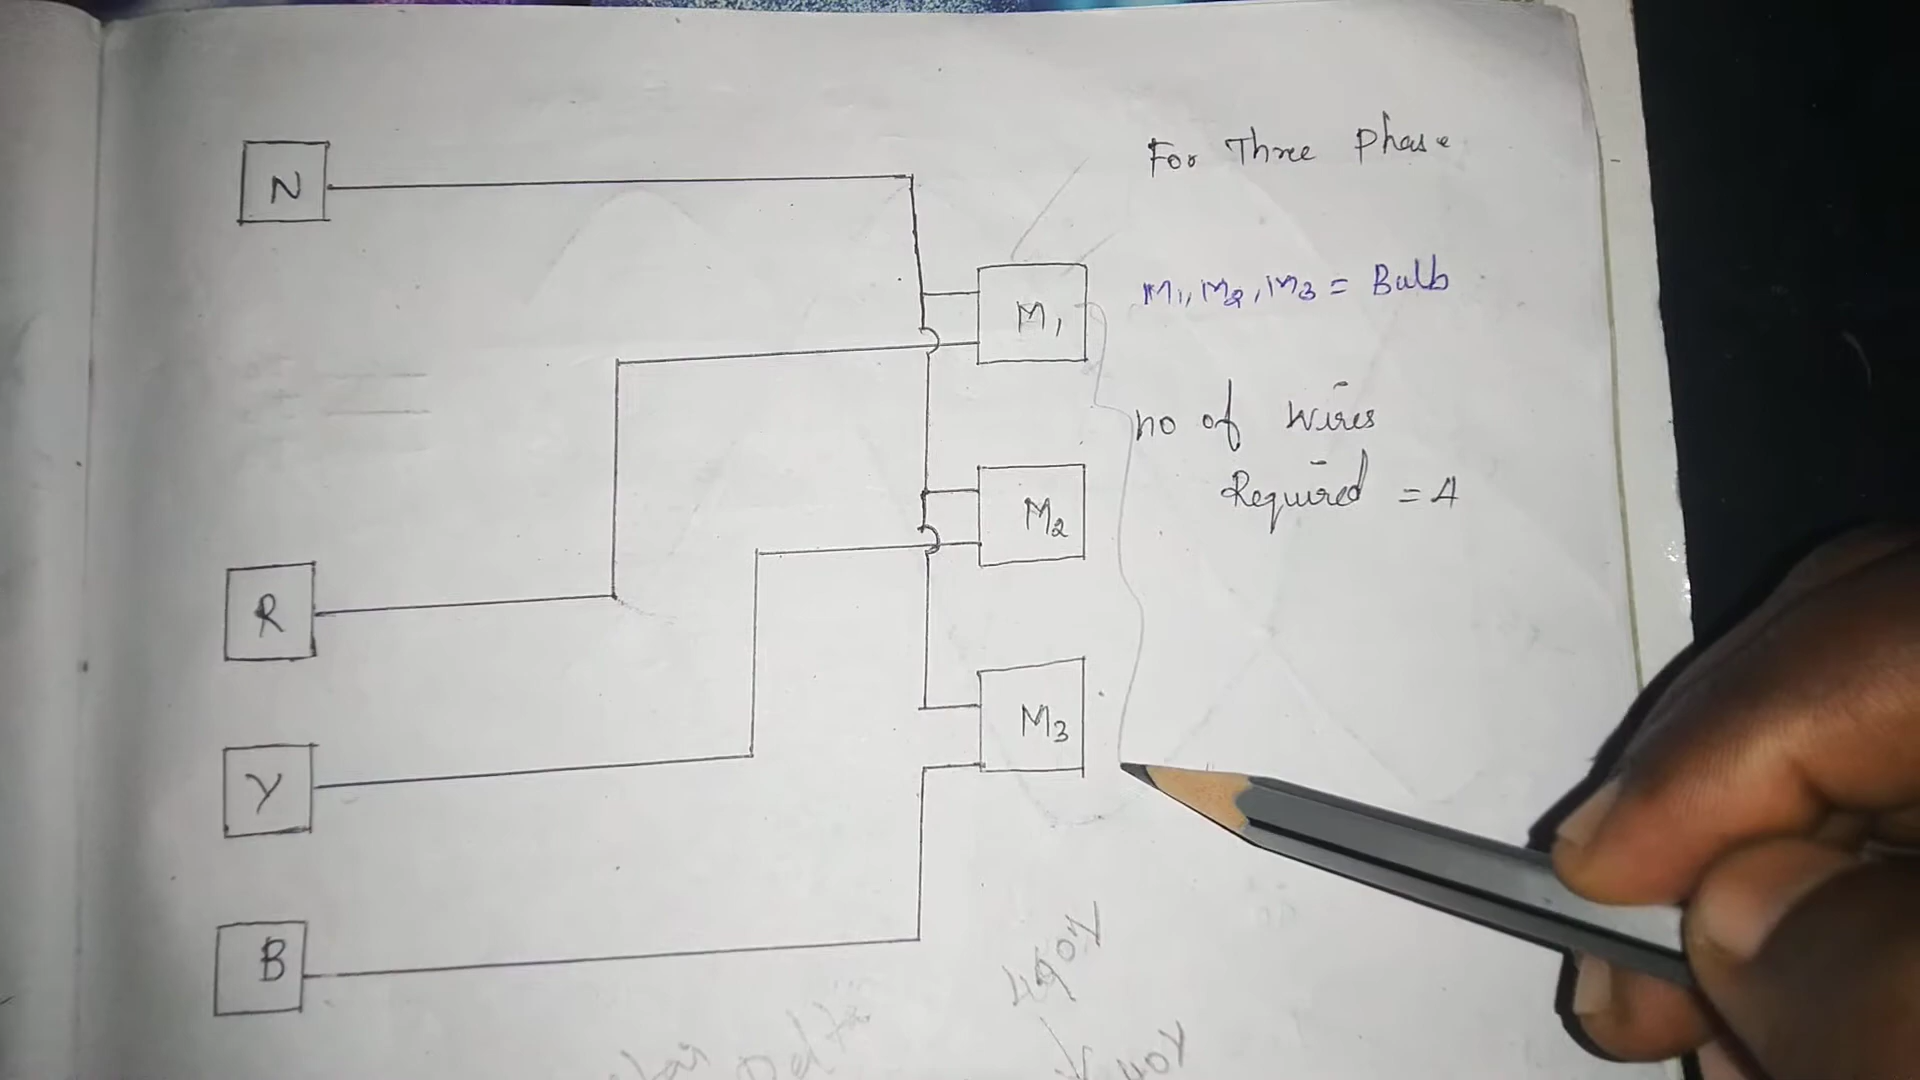 N
For Three Phase
M1
M1, M2, M3 = Bulb
no of wires
Required = 4
M2
R
M3
Y
B